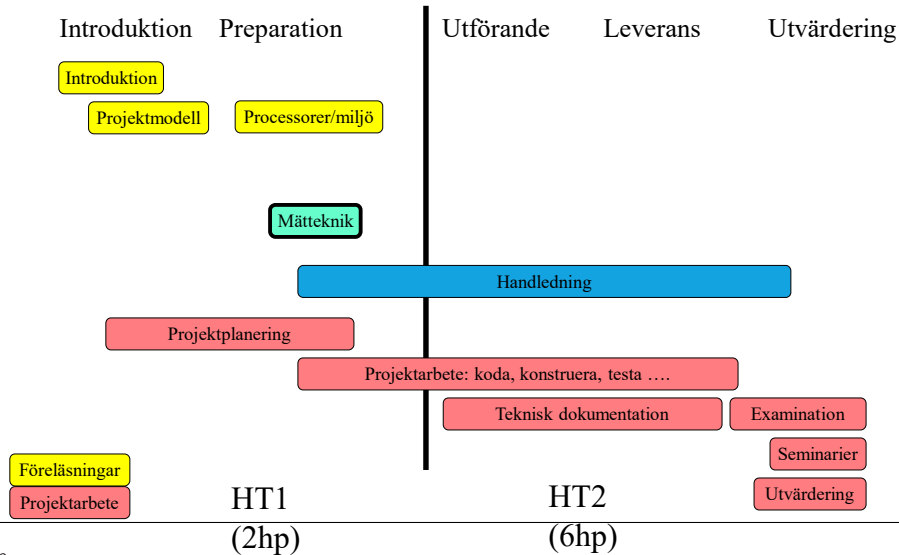 Introduktion Preparation Utförande Leverans Utvärdering
Introduktion
Projektmodell Processorer/miljö
Mätteknik
Handledning
Projektplanering
Projektarbete: koda, konstruera, testa ….
Teknisk dokumentation Examination
Seminarier
Föreläsningar
Utvärdering
Projektarbete
HT1 HT2
(2hp) (6hp)